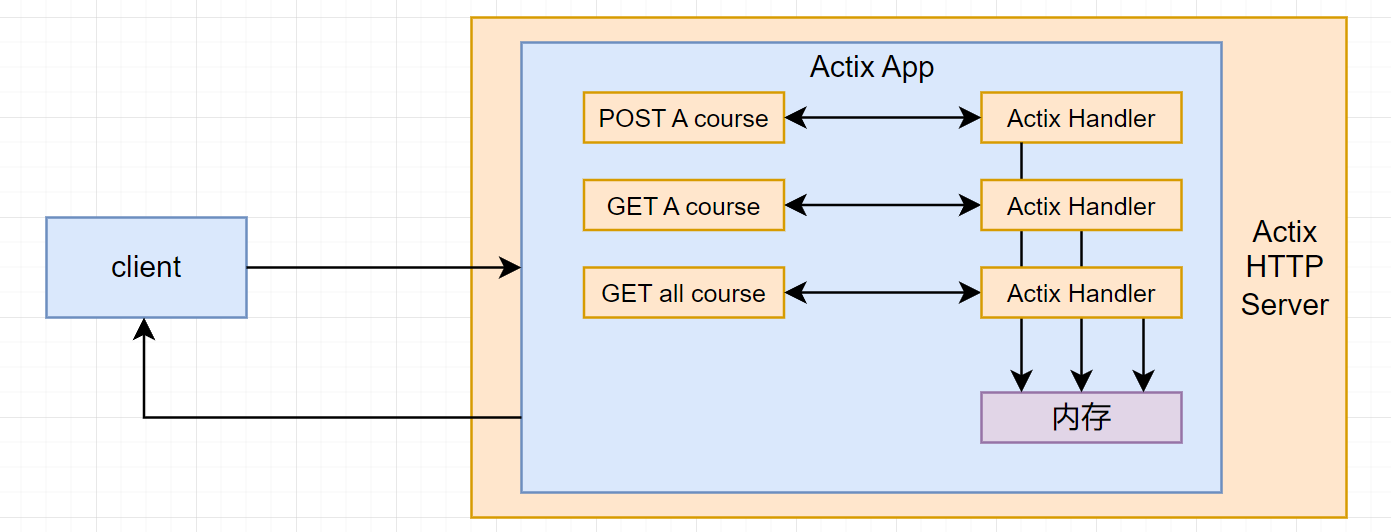 Actix App
POST A course
Actix Handler
GET A course
Actix Handler
GET all course
Actix Handler
内存
client
Actix
HTTP
Server